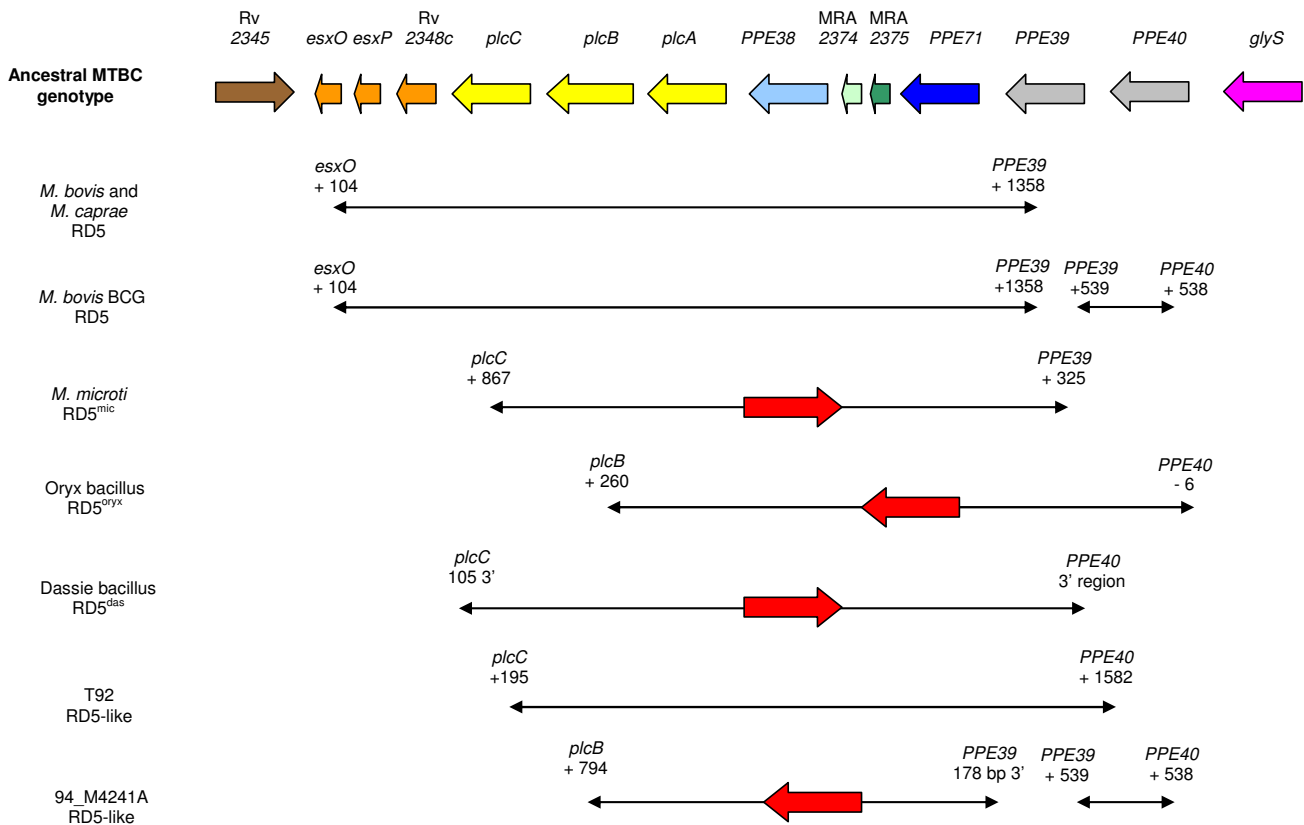 Rv
2345
esxO esxP
Rv
2348c
plcC
plcB
plcA
PPE38
MRA
2374
MRA
2375
PPE71
PPE39
PPE40
glyS
Ancestral MTBC
genotype
M. bovis and
M. caprae
RD5
esxO
+ 104
PPE39
+ 1358
M. bovis BCG
RD5
esxO
+ 104
PPE39
+1358
PPE39
+539
PPE40
+ 538
M. microti
RD5mic
plcC
+ 867
PPE39
+ 325
Oryx bacillus
RD5oryx
plcB
+ 260
PPE40
- 6
Dassie bacillus
RD5das
plcC
105 3’
PPE40
3’ region
T92
RD5-like
plcC
+195
PPE40
+ 1582
94_M4241A
RD5-like
plcB
+ 794
PPE39
178 bp 3’
PPE39
+ 539
PPE40
+ 538